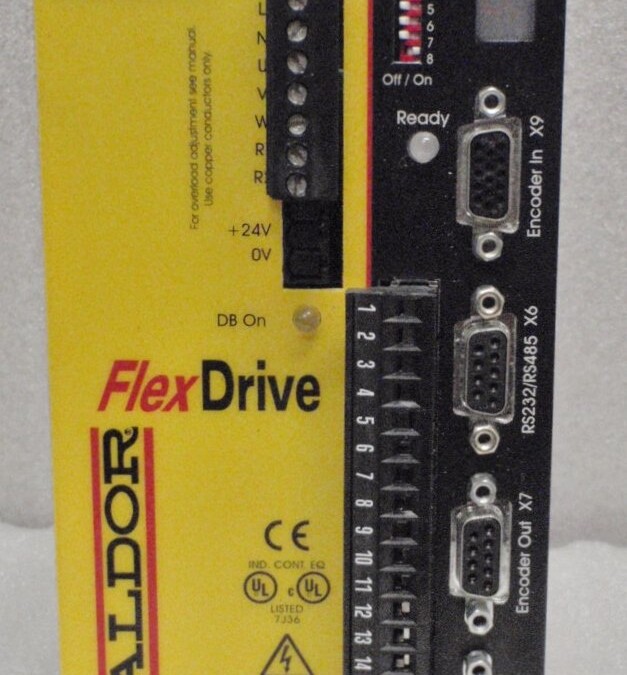 L
N
U
V
W
R
+24V
0V
DB On
For overload adjustment see manual.
Use copper conductors only.
FlexDrive
ALDOR
CE
IND. CONT. EQ
UL c UL
LISTED
7J36
5
6
7
8
Off / On
Ready
Encoder In X9
RS232/RS485 X6
Encoder Out X7
1
2
3
4
5
6
7
8
9
10
11
12
13
14